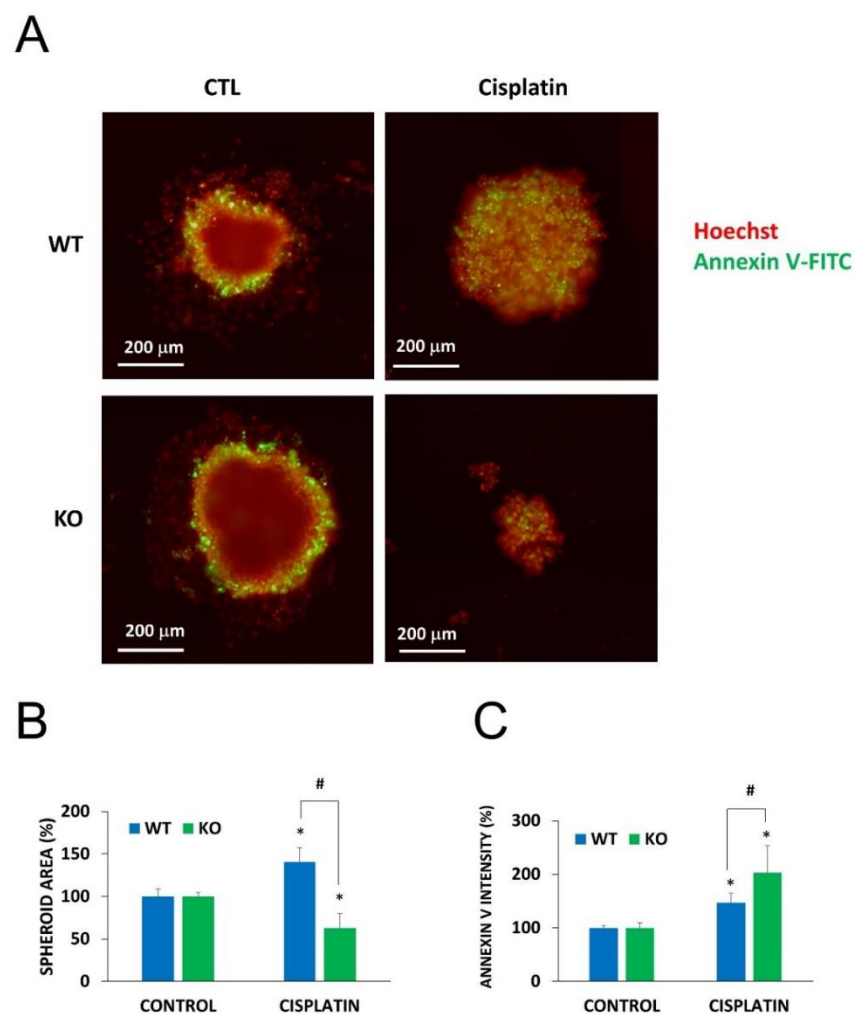 A
CTL
Cisplatin
WT
Hoechst
Annexin V-FITC
200 µm
200 µm
KO
200 µm
200 µm
B
SPHEROID AREA (%)
200
150
100
50
0
WT
KO
#
*
*
CONTROL
CISPLATIN
C
ANNEXIN V INTENSITY (%)
300
200
100
0
WT
KO
#
*
*
CONTROL
CISPLATIN